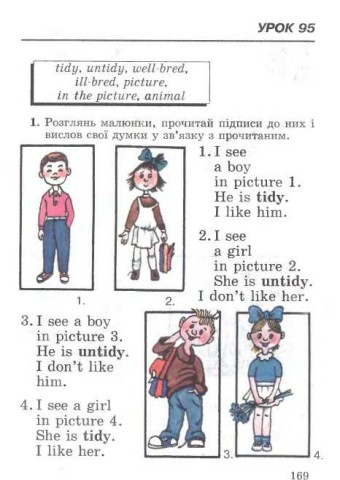 УРОК 95
tidy, untidy, well-bred,
ill-bred, picture,
in the picture, animal
1. Розглянь малюнки, прочитай підписи до них і
вислов свої думки у зв'язку з прочитаним.
1. I see
a boy
in picture 1.
He is tidy.
I like him.
2. I see
a girl
in picture 2.
She is untidy.
I don't like her.
1.
2.
3. I see a boy
in picture 3.
He is untidy.
I don't like
him.
4. I see a girl
in picture 4.
She is tidy.
I like her.
3.
4.
169